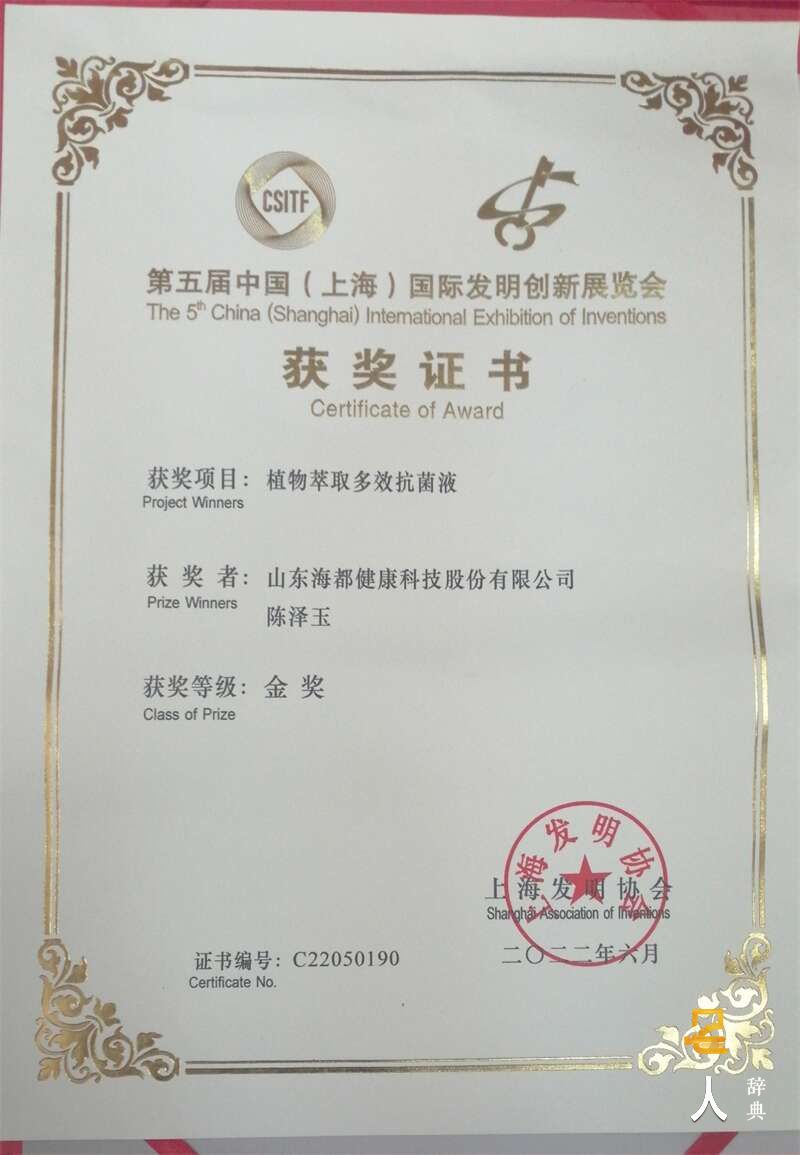 CSITF
第五届中国（上海）国际发明创新展览会
The 5th China (Shanghai) International Exhibition of Inventions
获奖证书
Certificate of Award
获奖项目：植物萃取多效抗菌液
Project Winners
获奖者：山东海都健康科技股份有限公司
Prize Winners
陈泽玉
获奖等级：金奖
Class of Prize
上海发明协会
上海发明协会
Shanghai Association of Inventions
二〇二二年六月
证书编号：C22050190
Certificate No.
名人辞典